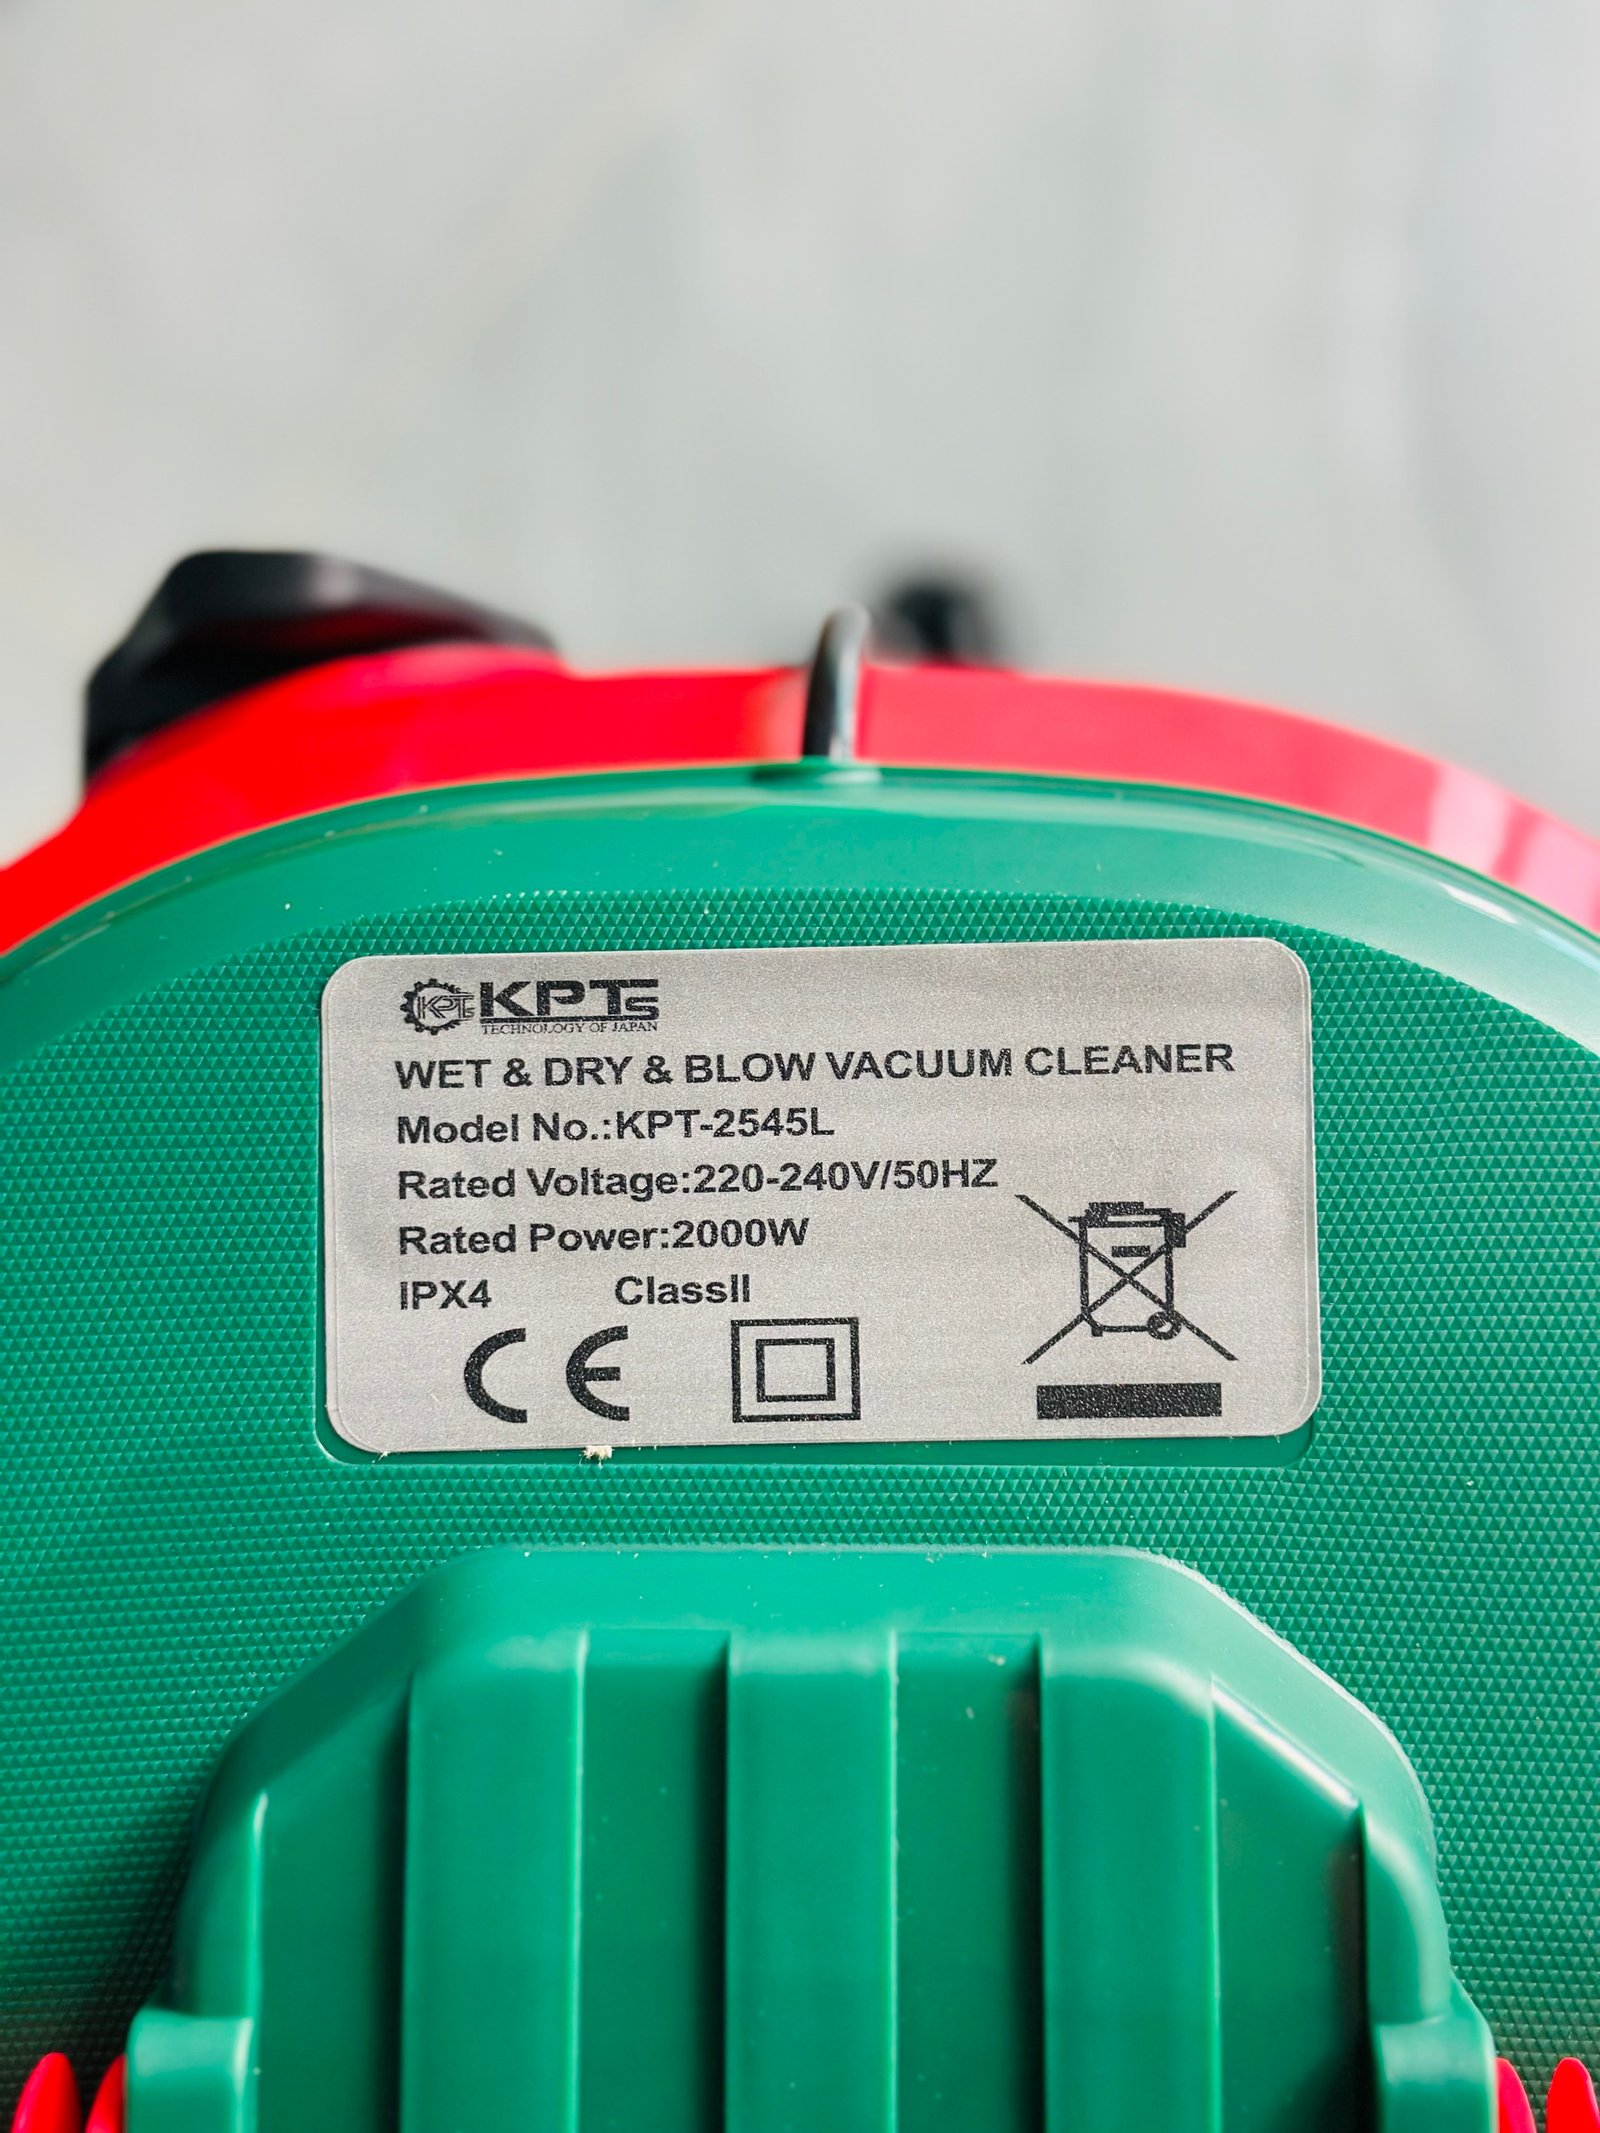 KPTS KPTS
TECHNOLOGY OF JAPAN
WET & DRY & BLOW VACUUM CLEANER
Model No.:KPT-2545L
Rated Voltage:220-240V/50HZ
Rated Power:2000W
IPX4 ClassII
CE